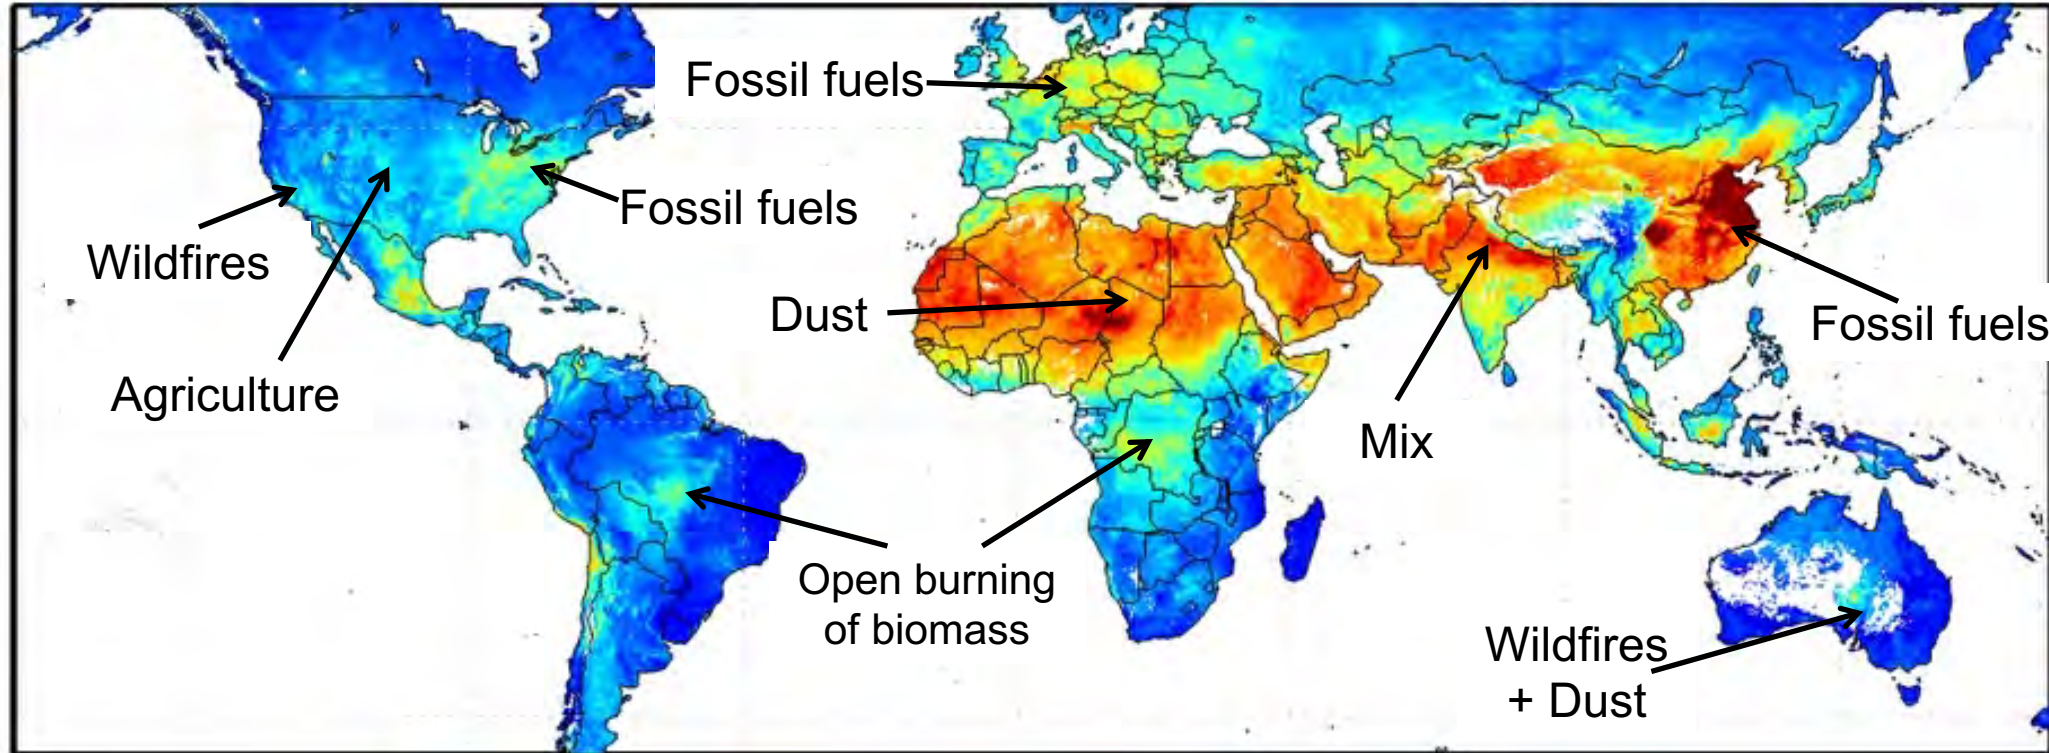 Fossil fuels
Fossil fuels
Wildfires
Dust
Fossil fuels
Agriculture
Mix
Open burning
of biomass
Wildfires
+ Dust